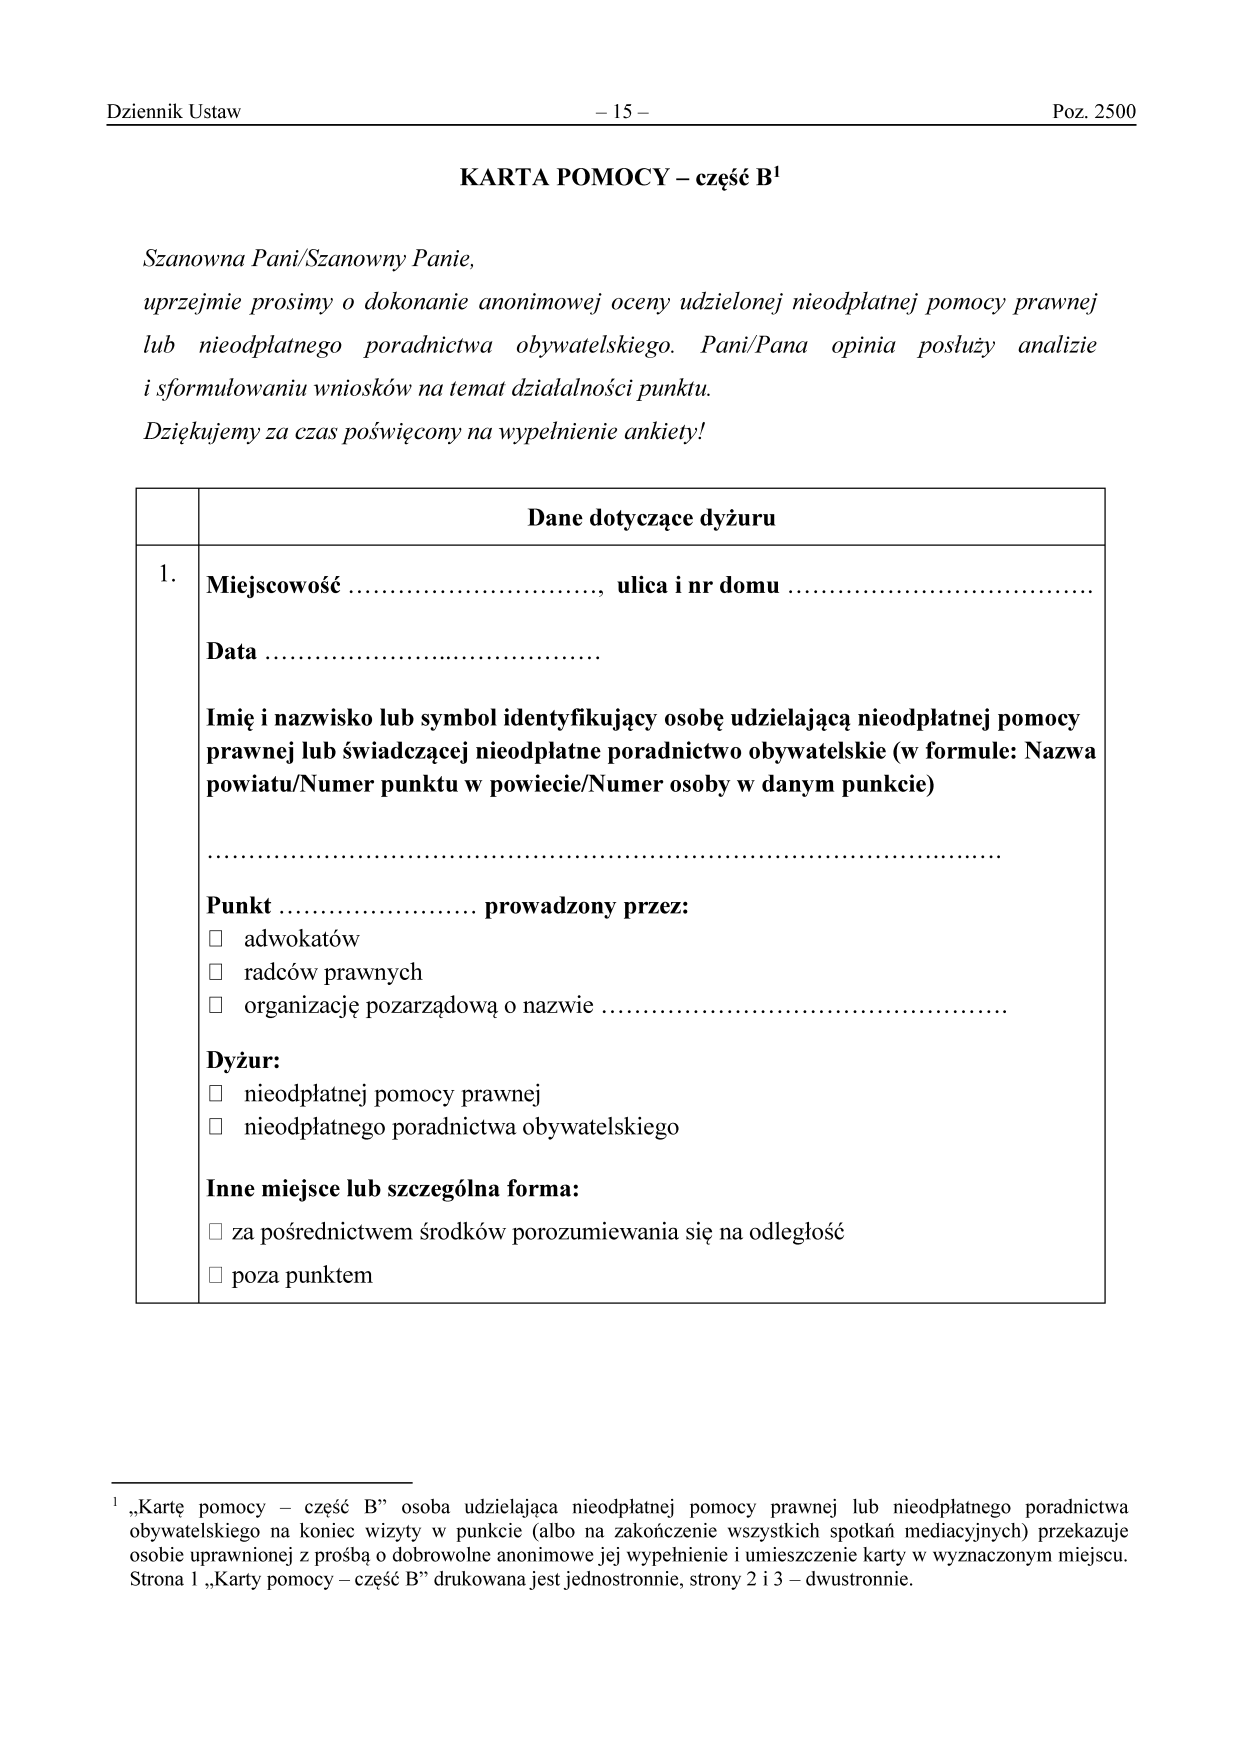 Dziennik Ustaw – 15 – Poz. 2500
KARTA POMOCY – część B¹
Szanowna Pani/Szanowny Panie,
uprzejmie prosimy o dokonanie anonimowej oceny udzielonej nieodpłatnej pomocy prawnej
lub nieodpłatnego poradnictwa obywatelskiego. Pani/Pana opinia posłuży analizie
i sformułowaniu wniosków na temat działalności punktu.
Dziękujemy za czas poświęcony na wypełnienie ankiety!
Dane dotyczące dyżuru
1. Miejscowość …………………………, ulica i nr domu ……………………………….
Data …………………..………………
Imię i nazwisko lub symbol identyfikujący osobę udzielającą nieodpłatnej pomocy
prawnej lub świadczącej nieodpłatne poradnictwo obywatelskie (w formule: Nazwa
powiatu/Numer punktu w powiecie/Numer osoby w danym punkcie)
…………………………………………………………………………….….….
Punkt …………………… prowadzony przez:
□ adwokatów
□ radców prawnych
□ organizację pozarządową o nazwie ………………………………………….
Dyżur:
□ nieodpłatnej pomocy prawnej
□ nieodpłatnego poradnictwa obywatelskiego
Inne miejsce lub szczególna forma:
□ za pośrednictwem środków porozumiewania się na odległość
□ poza punktem
¹ „Kartę pomocy – część B” osoba udzielająca nieodpłatnej pomocy prawnej lub nieodpłatnego poradnictwa
obywatelskiego na koniec wizyty w punkcie (albo na zakończenie wszystkich spotkań mediacyjnych) przekazuje
osobie uprawnionej z prośbą o dobrowolne anonimowe jej wypełnienie i umieszczenie karty w wyznaczonym miejscu.
Strona 1 „Karty pomocy – część B” drukowana jest jednostronnie, strony 2 i 3 – dwustronnie.